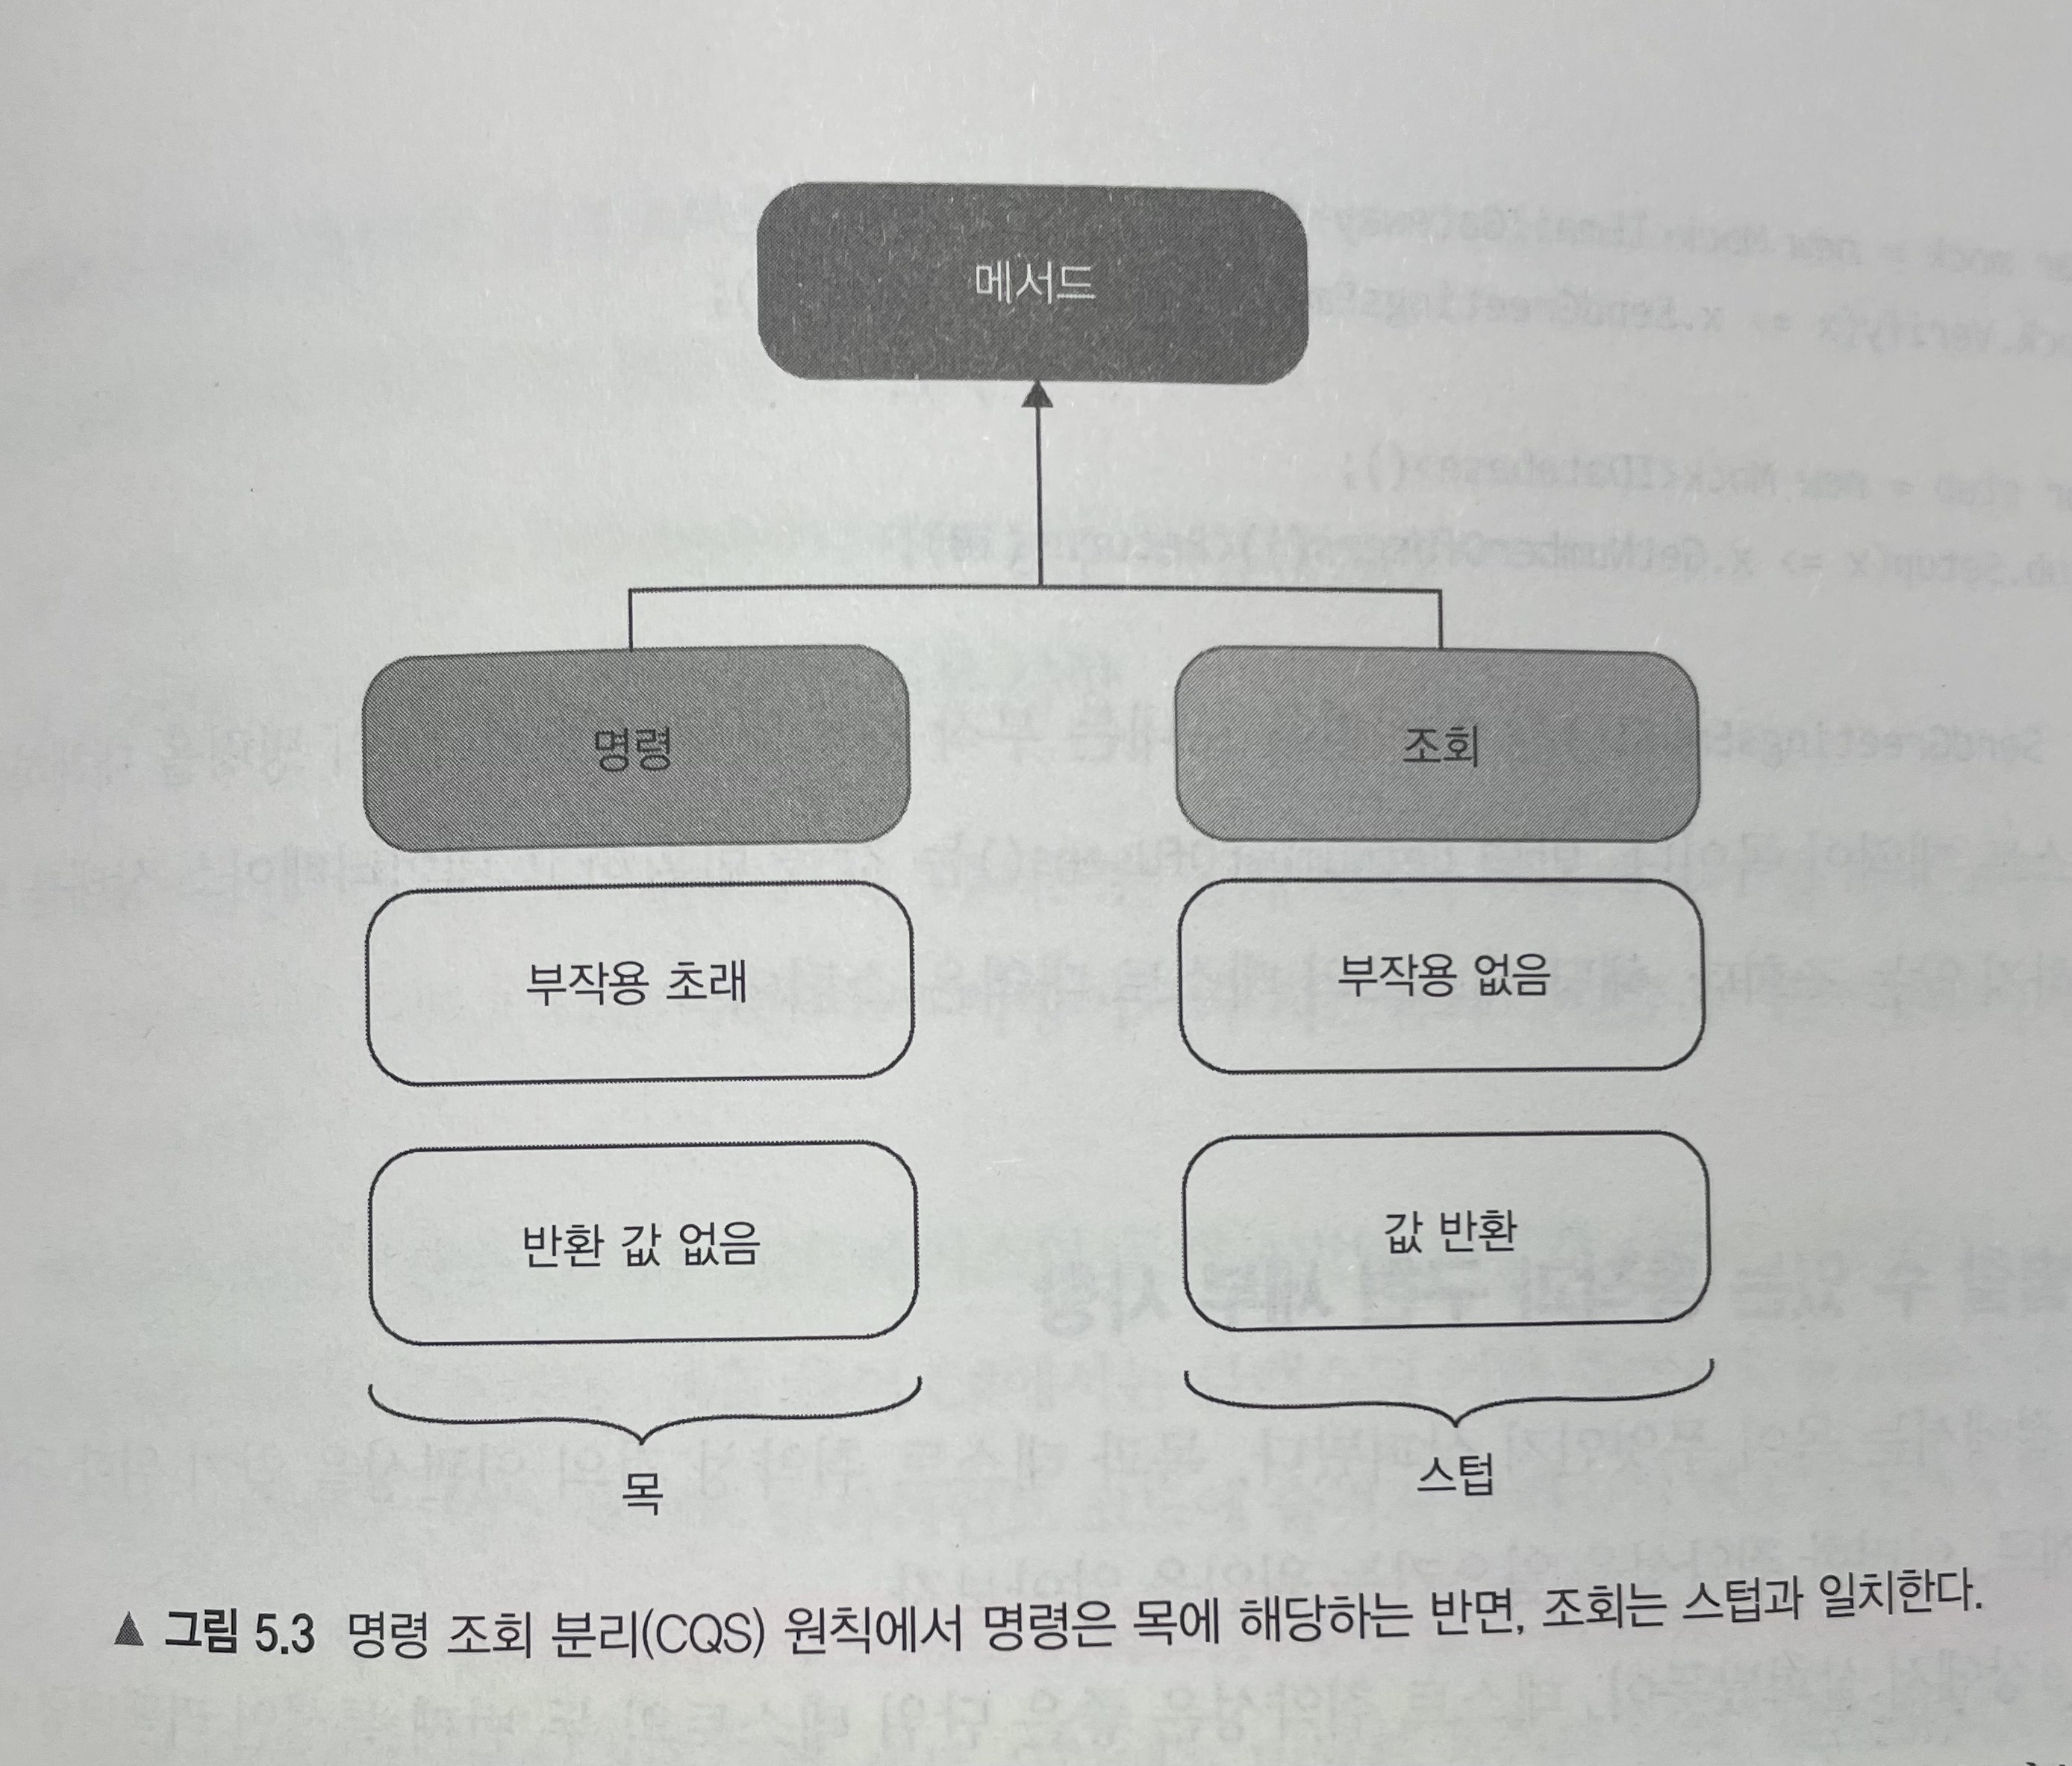 메서드
명령
조회
부작용 초래
부작용 없음
반환 값 없음
값 반환
목
스텁
▲ 그림 5.3 명령 조회 분리(CQS) 원칙에서 명령은 목에 해당하는 반면, 조회는 스텁과 일치한다.